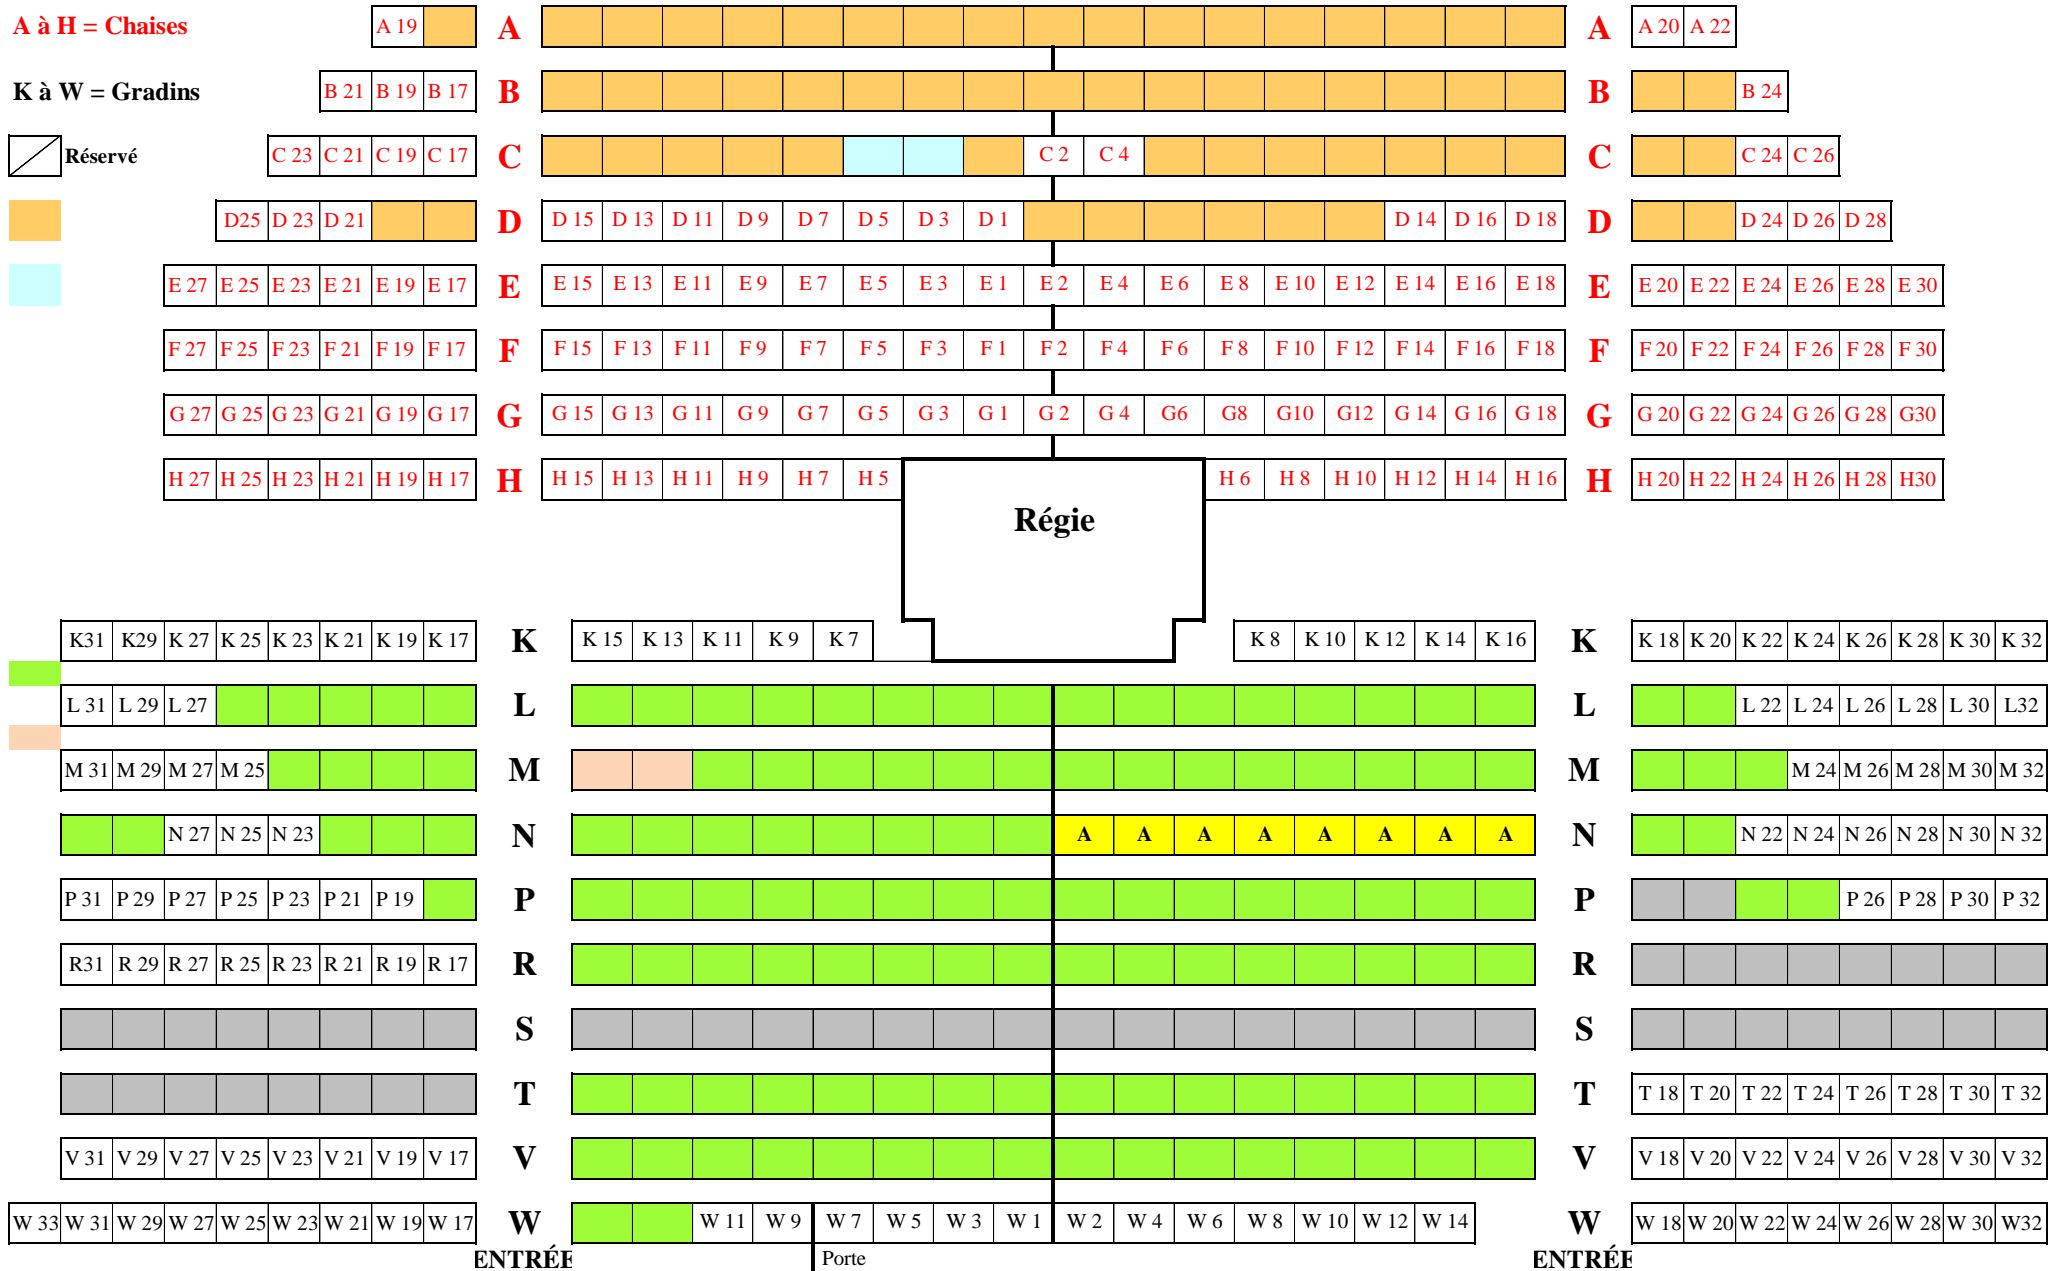 A à H = Chaises A 19 A A A 20 A 22
K à W = Gradins B 21 B 19 B 17 B B B 24
Réservé C 23 C 21 C 19 C 17 C C 2 C 4 C C 24 C 26
D25 D 23 D 21 D D 15 D 13 D 11 D 9 D 7 D 5 D 3 D 1 D 14 D 16 D 18 D D 24 D 26 D 28
E 27 E 25 E 23 E 21 E 19 E 17 E E 15 E 13 E 11 E 9 E 7 E 5 E 3 E 1 E 2 E 4 E 6 E 8 E 10 E 12 E 14 E 16 E 18 E E 20 E 22 E 24 E 26 E 28 E 30
F 27 F 25 F 23 F 21 F 19 F 17 F F 15 F 13 F 11 F 9 F 7 F 5 F 3 F 1 F 2 F 4 F 6 F 8 F 10 F 12 F 14 F 16 F 18 F F 20 F 22 F 24 F 26 F 28 F 30
G 27 G 25 G 23 G 21 G 19 G 17 G G 15 G 13 G 11 G 9 G 7 G 5 G 3 G 1 G 2 G 4 G6 G8 G10 G12 G 14 G 16 G 18 G G 20 G 22 G 24 G 26 G 28 G30
H 27 H 25 H 23 H 21 H 19 H 17 H H 15 H 13 H 11 H 9 H 7 H 5 H 6 H 8 H 10 H 12 H 14 H 16 H H 20 H 22 H 24 H 26 H 28 H30
Régie
K31 K29 K 27 K 25 K 23 K 21 K 19 K 17 K K 15 K 13 K 11 K 9 K 7 K 8 K 10 K 12 K 14 K 16 K K 18 K 20 K 22 K 24 K 26 K 28 K 30 K 32
L 31 L 29 L 27 L L L 22 L 24 L 26 L 28 L 30 L32
M 31 M 29 M 27 M 25 M M M 24 M 26 M 28 M 30 M 32
N 27 N 25 N 23 N A A A A A A A A N N 22 N 24 N 26 N 28 N 30 N 32
P 31 P 29 P 27 P 25 P 23 P 21 P 19 P P P 26 P 28 P 30 P 32
R31 R 29 R 27 R 25 R 23 R 21 R 19 R 17 R R
S S
T T T 18 T 20 T 22 T 24 T 26 T 28 T 30 T 32
V 31 V 29 V 27 V 25 V 23 V 21 V 19 V 17 V V V 18 V 20 V 22 V 24 V 26 V 28 V 30 V 32
W 33 W 31 W 29 W 27 W 25 W 23 W 21 W 19 W 17 W W 11 W 9 W 7 W 5 W 3 W 1 W 2 W 4 W 6 W 8 W 10 W 12 W 14 W W 18 W 20 W 22 W 24 W 26 W 28 W 30 W32
ENTRÉE Porte ENTRÉE